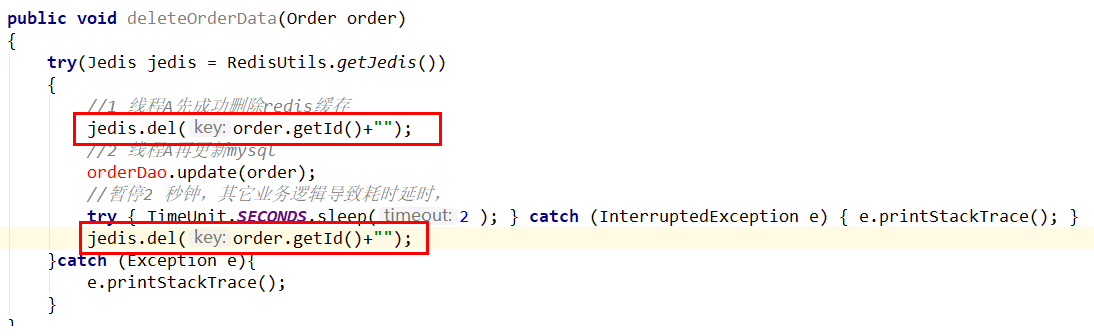 public void deleteOrderData(Order order)
{
try(Jedis jedis = RedisUtils.getJedis())
{
//1 线程A先成功删除redis缓存
jedis.del( key: order.getId()+"");
//2 线程A再更新mysql
orderDao.update(order);
//暂停2 秒钟，其它业务逻辑导致耗时延时，
try { TimeUnit.SECONDS.sleep( timeout: 2 ); } catch (InterruptedException e) { e.printStackTrace(); }
jedis.del( key: order.getId()+"");
}catch (Exception e){
e.printStackTrace();
}
}